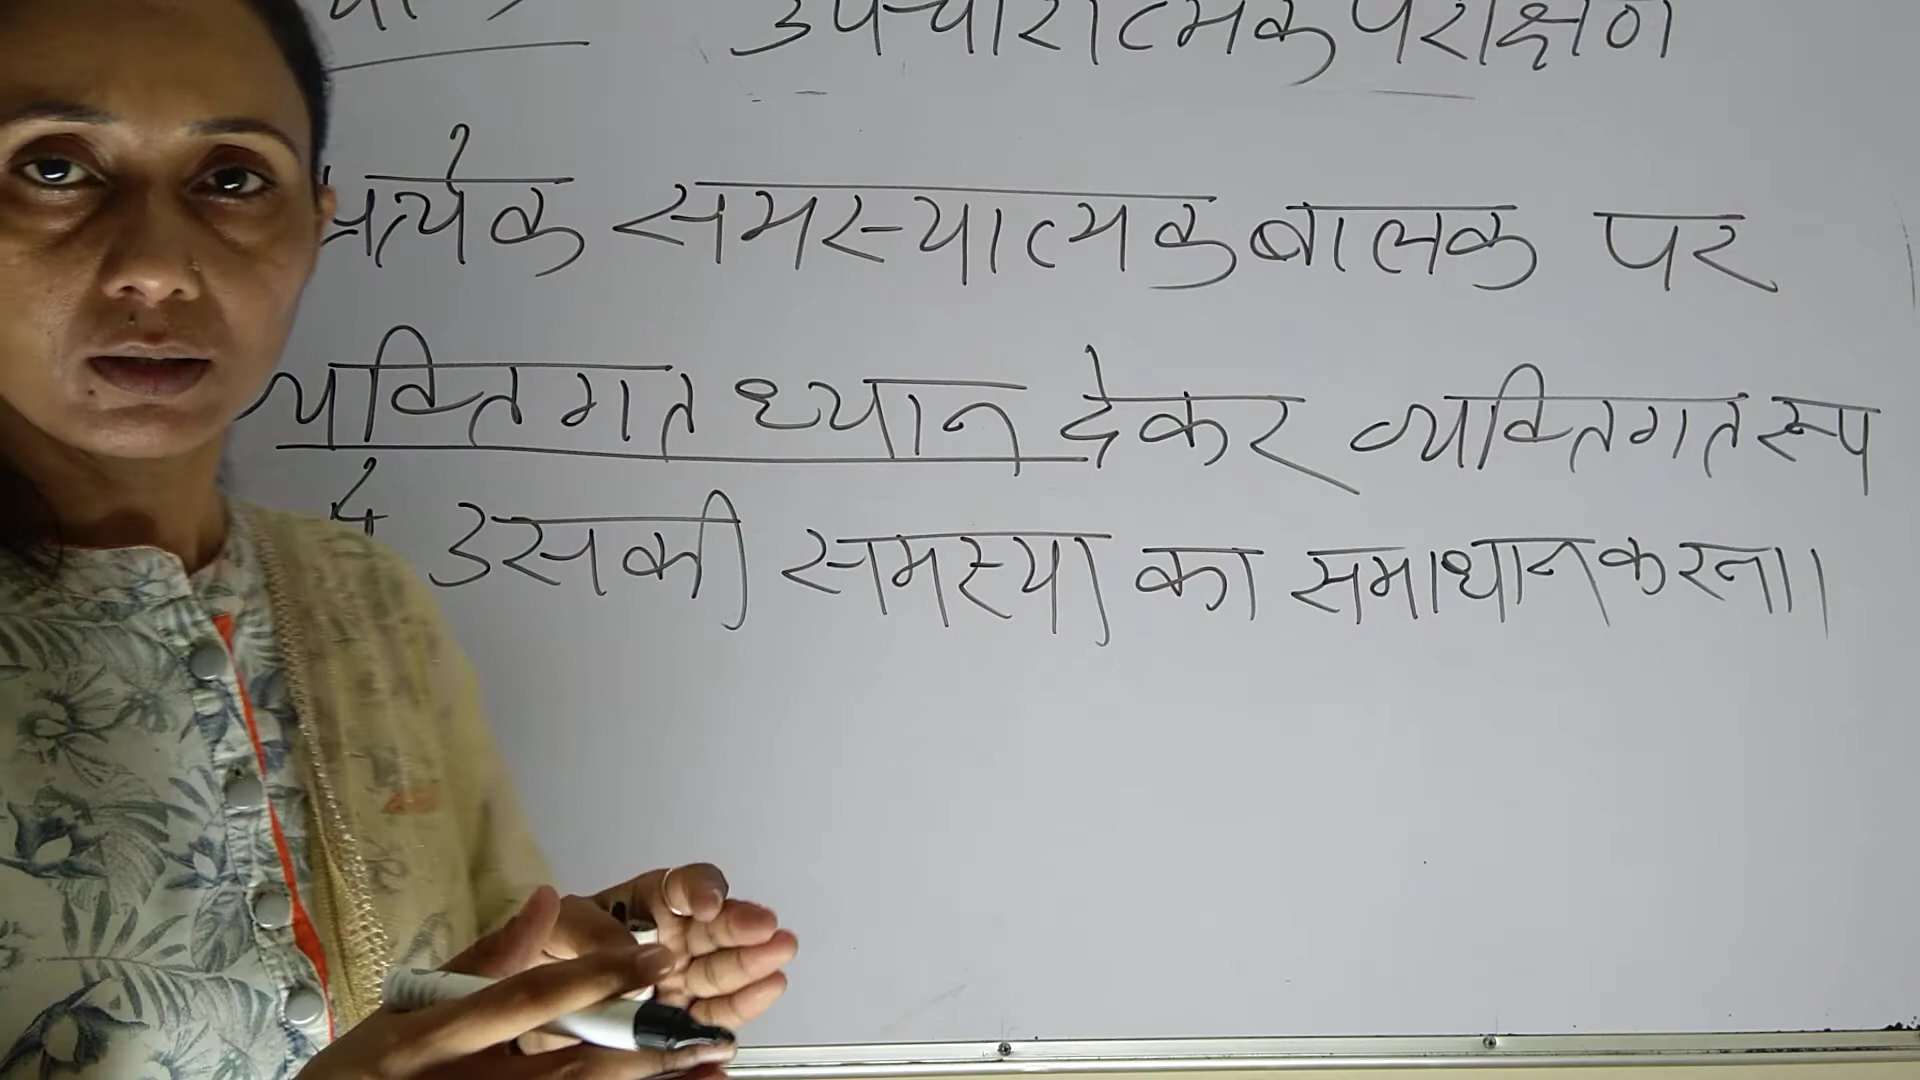 उपचारात्मक परीक्षण
प्रत्येक समस्यात्मक बालक पर
व्यक्तिगत ध्यान देकर व्यक्तिगत रूप
से उसकी समस्या का समाधान करना।